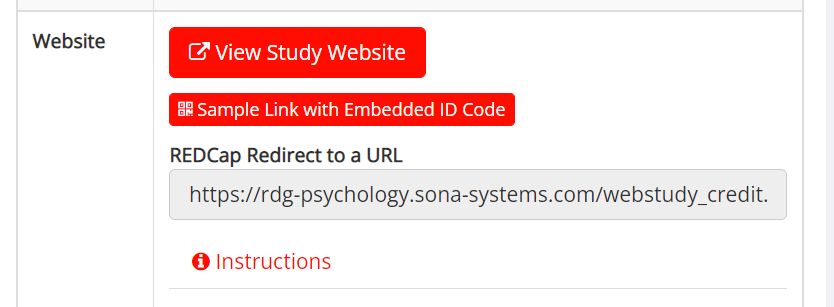 Website
View Study Website
Sample Link with Embedded ID Code
REDCap Redirect to a URL
https://rdg-psychology.sona-systems.com/webstudy_credit.
Instructions